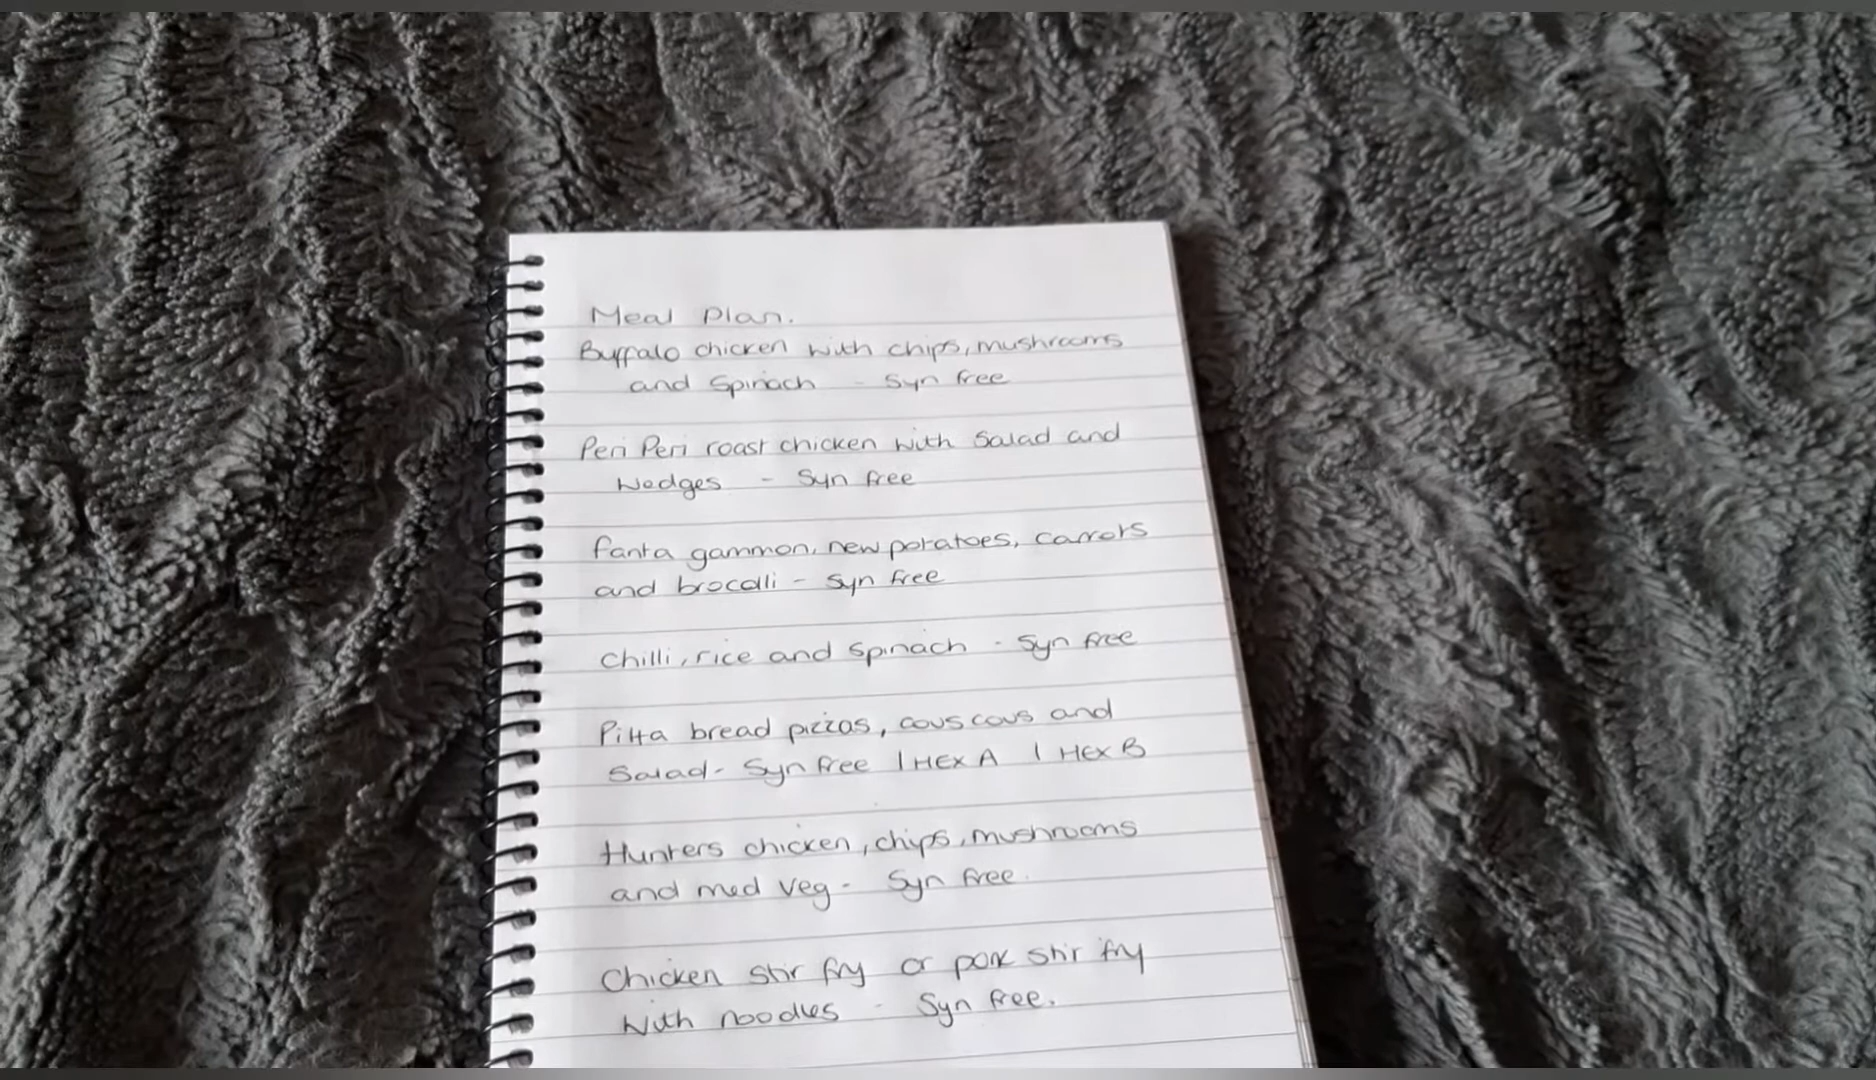 Meal Plan.
Buffalo chicken with chips, mushrooms
and Spinach - Syn free
Peri Peri roast chicken with Salad and
Wedges - Syn free
fanta gammon, new potatoes, carrots
and brocolli - Syn free
Chilli, rice and Spinach - Syn free
Pitta bread pizzas, cous cous and
Salad - Syn free 1 HEX A 1 HEX B
Hunters chicken, chips, mushrooms
and med veg - Syn free.
Chicken stir fry or pork stir fry
With noodles - Syn free.